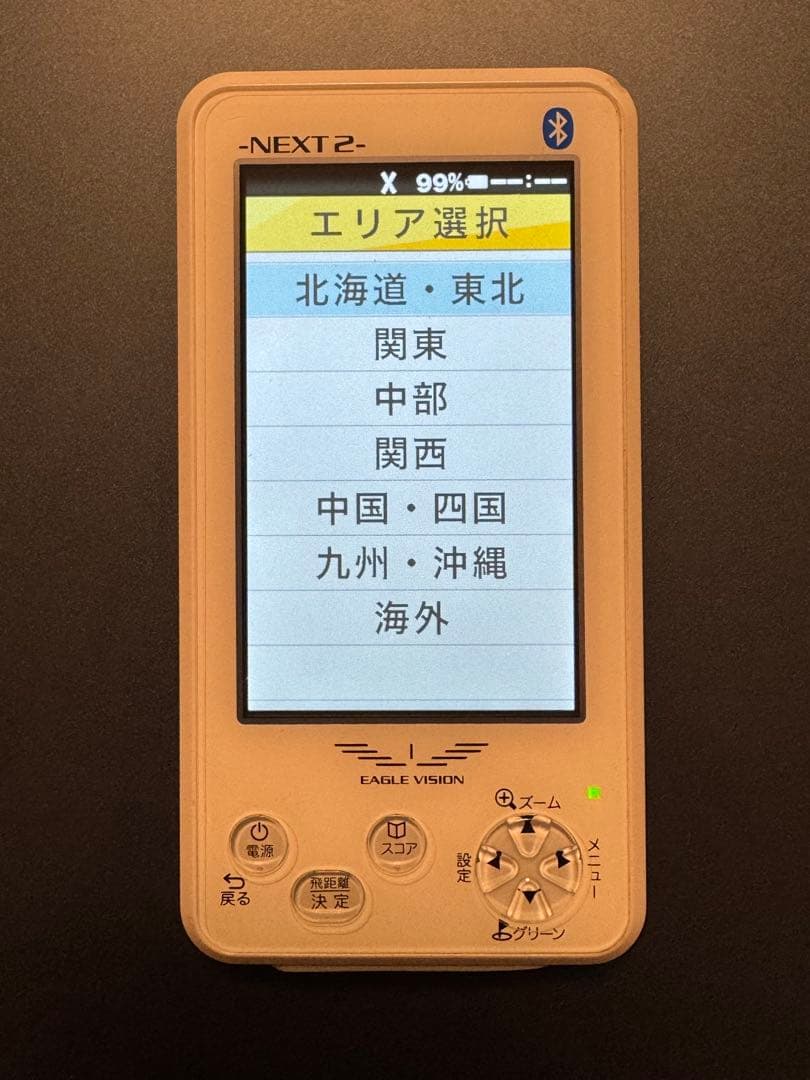 -NEXT2-
99% --:--
エリア選択
北海道・東北
関東
中部
関西
中国・四国
九州・沖縄
海外
EAGLE VISION
ズーム
電源
スコア
設定
メニュー
戻る
飛距離
決定
グリーン